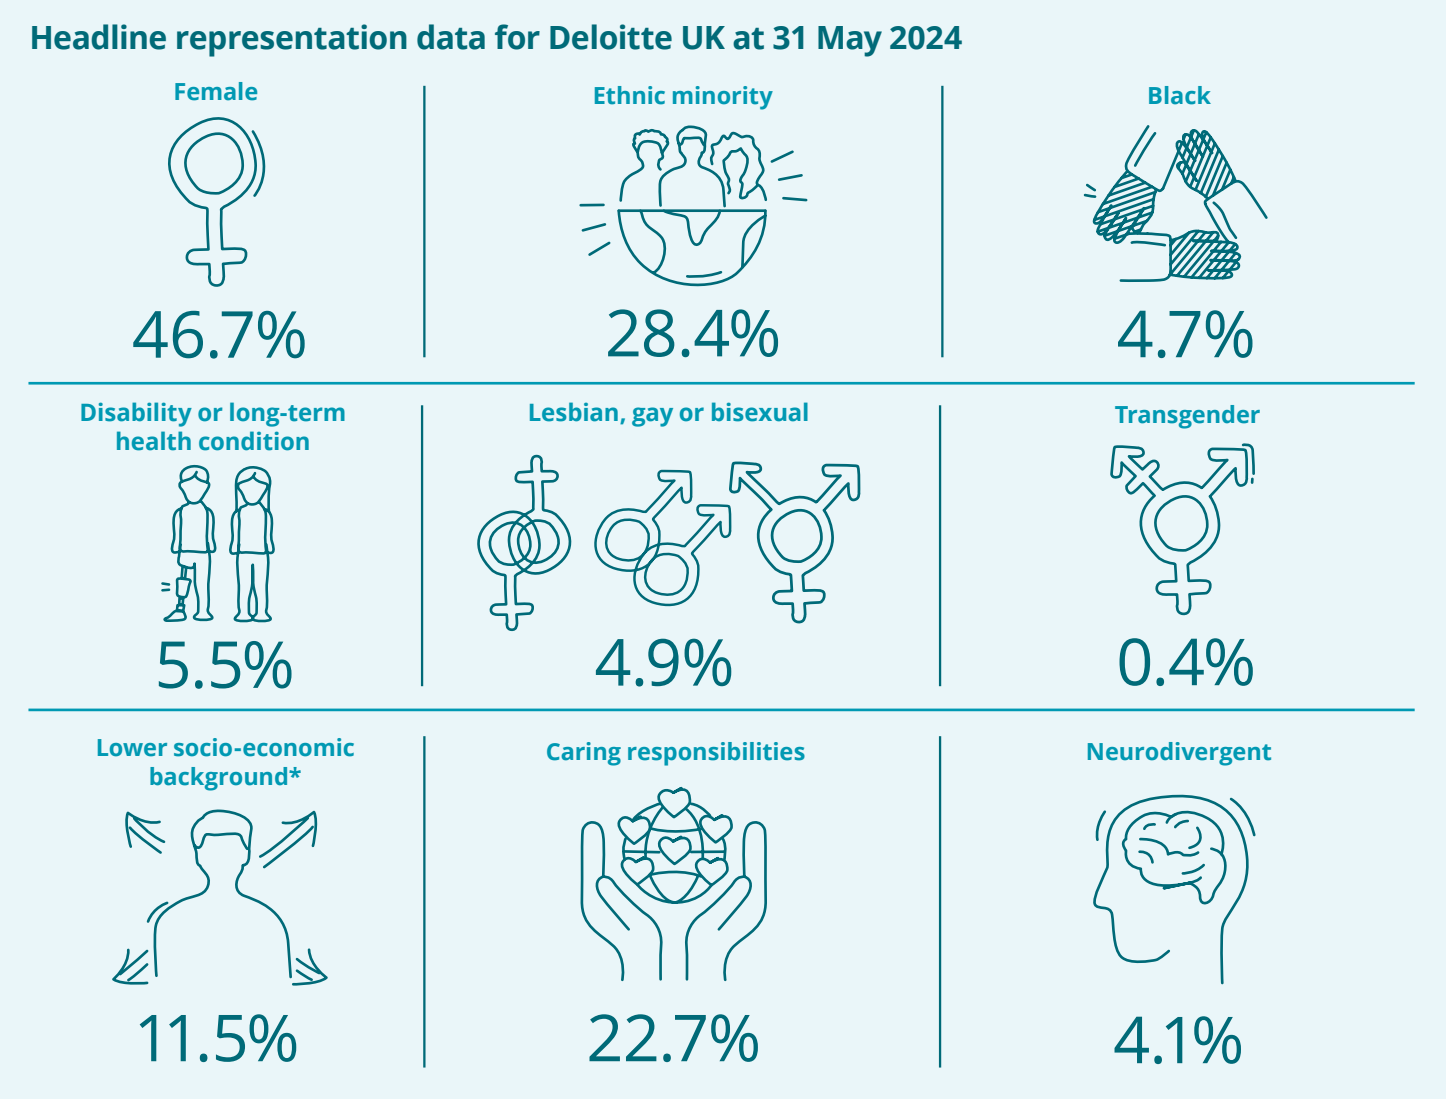 Headline representation data for Deloitte UK at 31 May 2024
Female
46.7%
Ethnic minority
28.4%
Black
4.7%
Disability or long-term
health condition
5.5%
Lesbian, gay or bisexual
4.9%
Transgender
0.4%
Lower socio-economic
background*
11.5%
Caring responsibilities
22.7%
Neurodivergent
4.1%